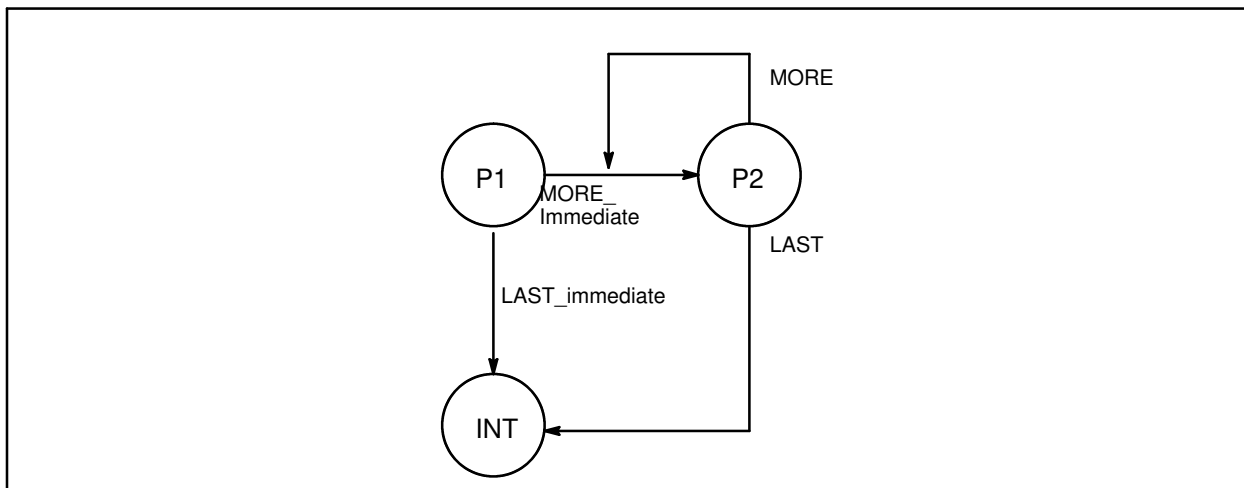 MORE
P1
P2
MORE_
Immediate
LAST
LAST_immediate
INT